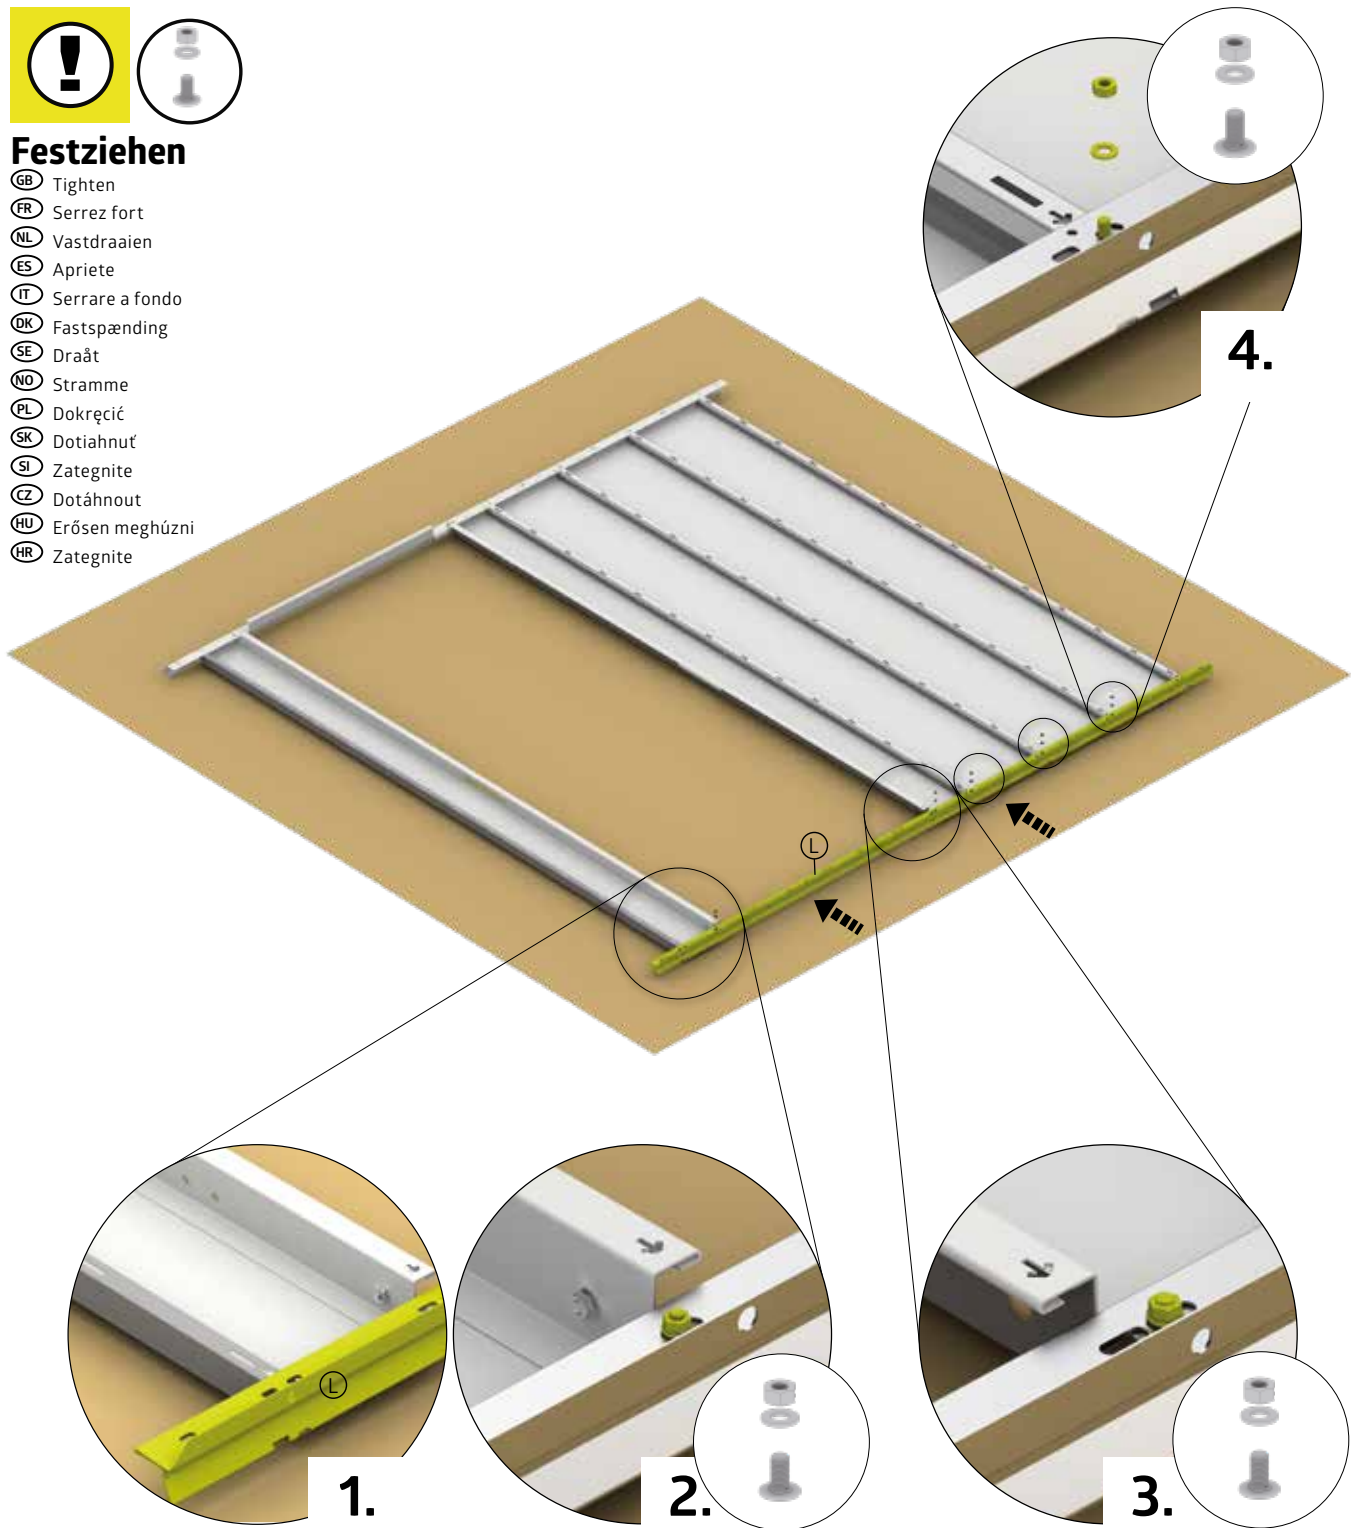 !
Festziehen
GB Tighten
FR Serrez fort
NL Vastdraaien
ES Apriete
IT Serrare a fondo
DK Fastspænding
SE Draåt
NO Stramme
PL Dokręcić
SK Dotiahnuť
SI Zategnite
CZ Dotáhnout
HU Erősen meghúzni
HR Zategnite
4.
L
L
1.
2.
3.